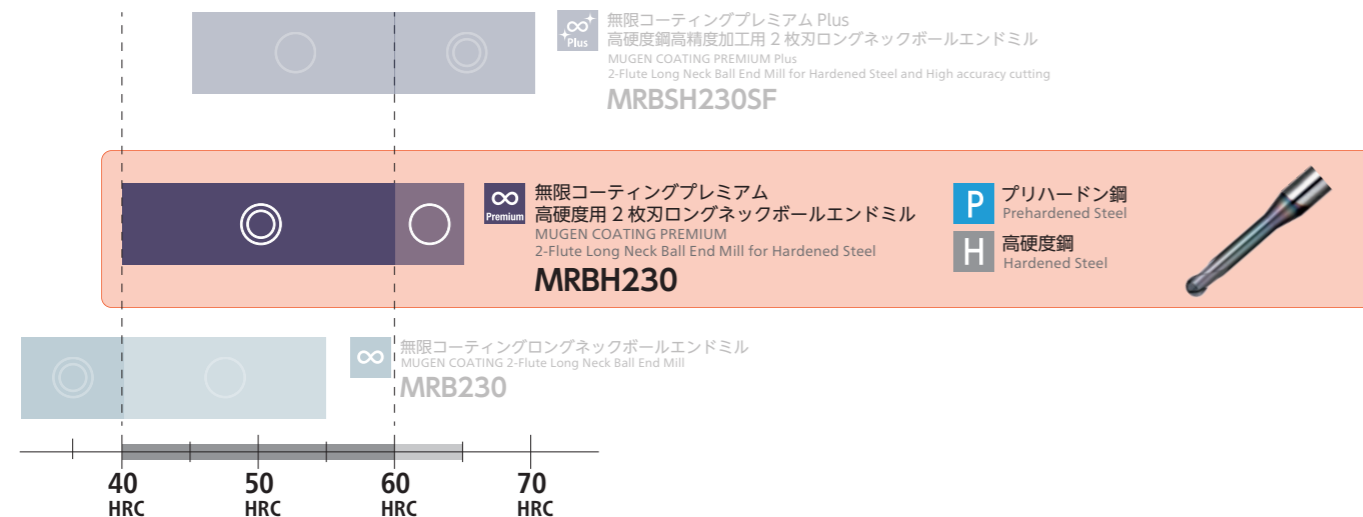 ∞
Plus
無限コーティングプレミアム Plus
高硬度鋼高精度加工用 2 枚刃ロングネックボールエンドミル
MUGEN COATING PREMIUM Plus
2-Flute Long Neck Ball End Mill for Hardened Steel and High accuracy cutting
MRBSH230SF
∞
Premium
無限コーティングプレミアム
高硬度用 2 枚刃ロングネックボールエンドミル
MUGEN COATING PREMIUM
2-Flute Long Neck Ball End Mill for Hardened Steel
MRBH230
P
プリハードン鋼
Prehardened Steel
H
高硬度鋼
Hardened Steel
∞
無限コーティングロングネックボールエンドミル
MUGEN COATING 2-Flute Long Neck Ball End Mill
MRB230
40 50 60 70
HRC HRC HRC HRC